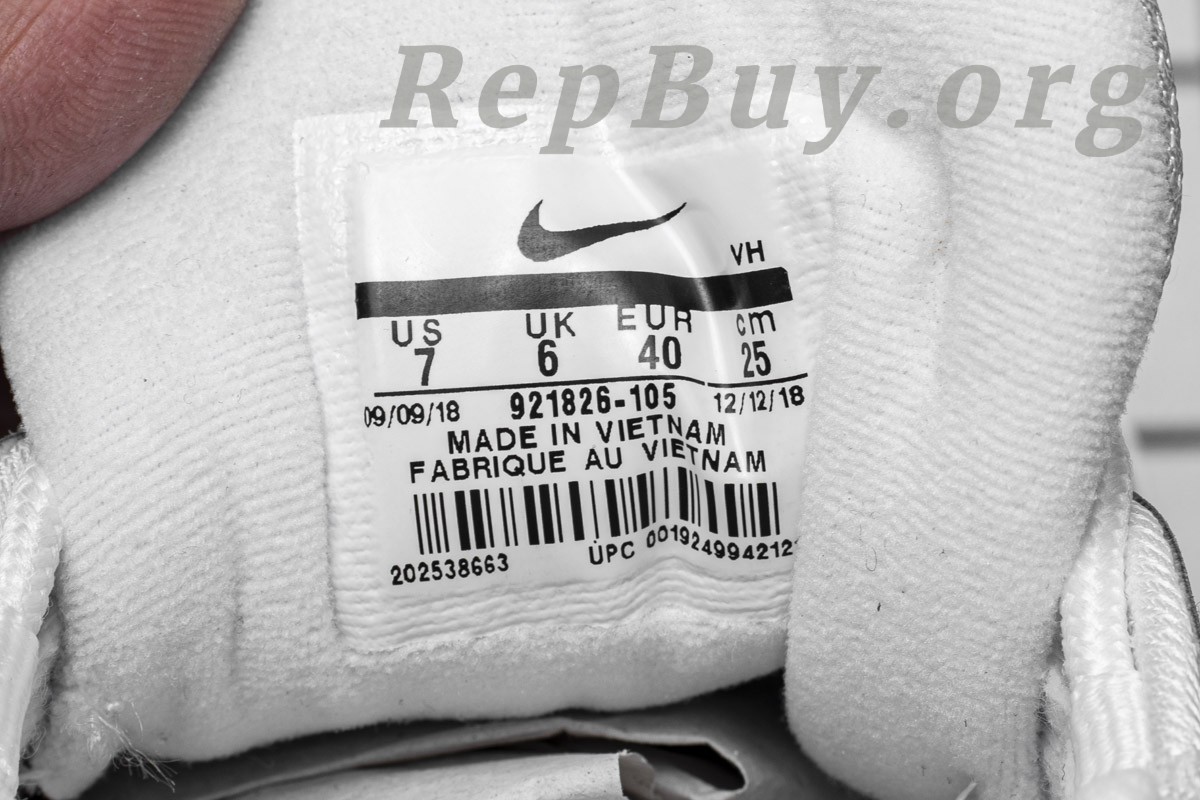 RepBuy.org
VH
US UK EUR cm
7 6 40 25
09/09/18 921826-105 12/12/18
MADE IN VIETNAM
FABRIQUE AU VIETNAM
202538663 UPC 00192499421